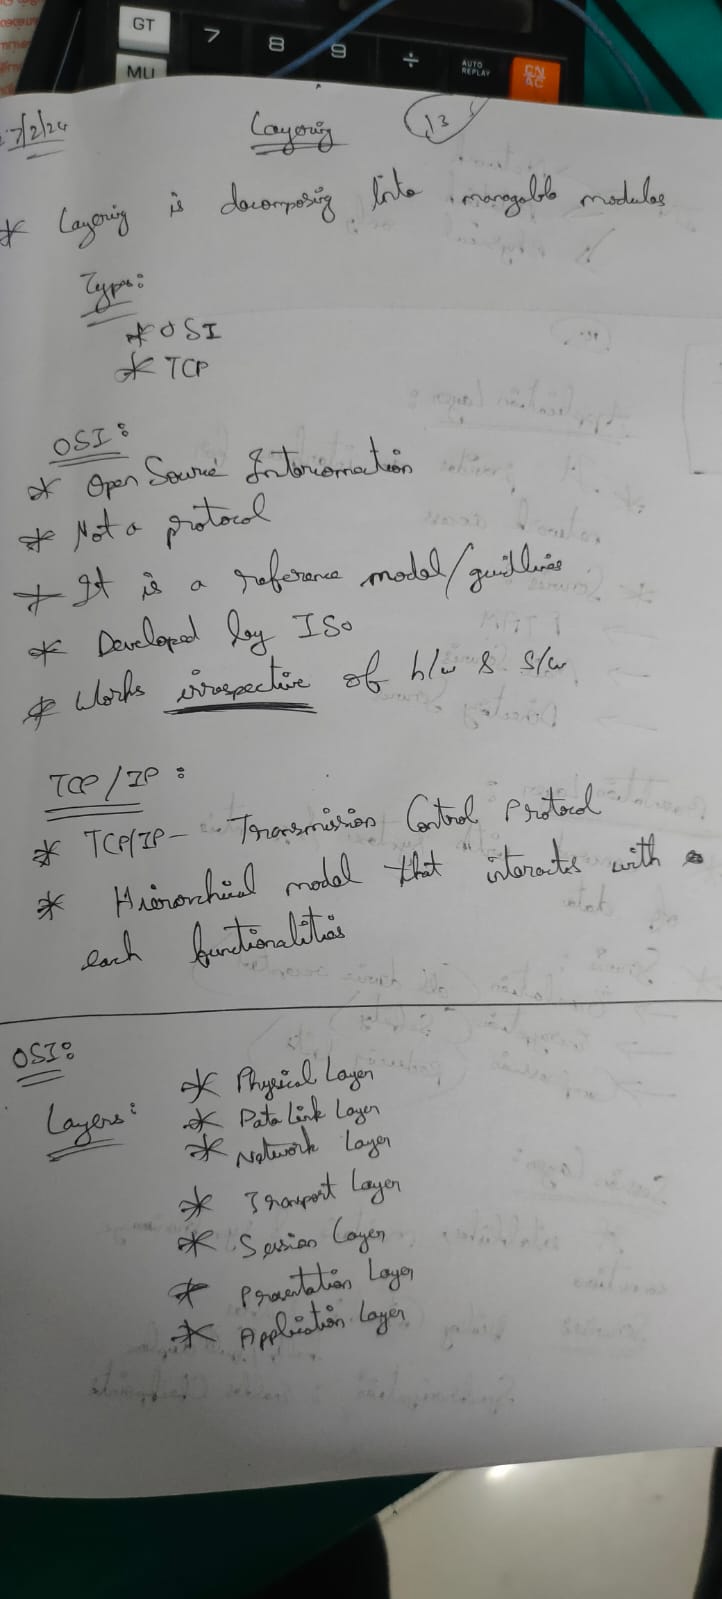 GT 7 8 9 ÷ AUTO REPLAY
MU
7/2/24 Layering 13
* Layering is decomposing into managable modules
Types:
* OSI
* TCP
OSI:
* Open Source Interconnection
* Not a protocol
* It is a reference model/guidlines
* Developed by ISO
* Works irrespective of h/w & s/w
TCP/IP:
* TCP/IP - Transmission Control Protocol
* Hierarchical model that interacts with
each functionalities
OSI:
Layers:
* Physical Layer
* Data Link Layer
* Network Layer
* Transport Layer
* Session Layer
* Presentation Layer
* Application Layer